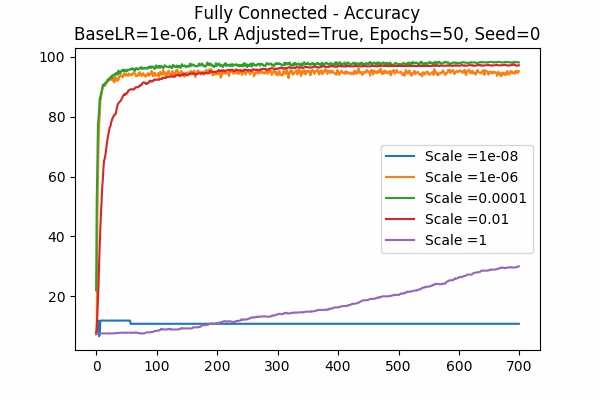 Fully Connected - Accuracy
BaseLR=1e-06, LR Adjusted=True, Epochs=50, Seed=0
100
80
60
40
20
Scale =1e-08
Scale =1e-06
Scale =0.0001
Scale =0.01
Scale =1
0 100 200 300 400 500 600 700